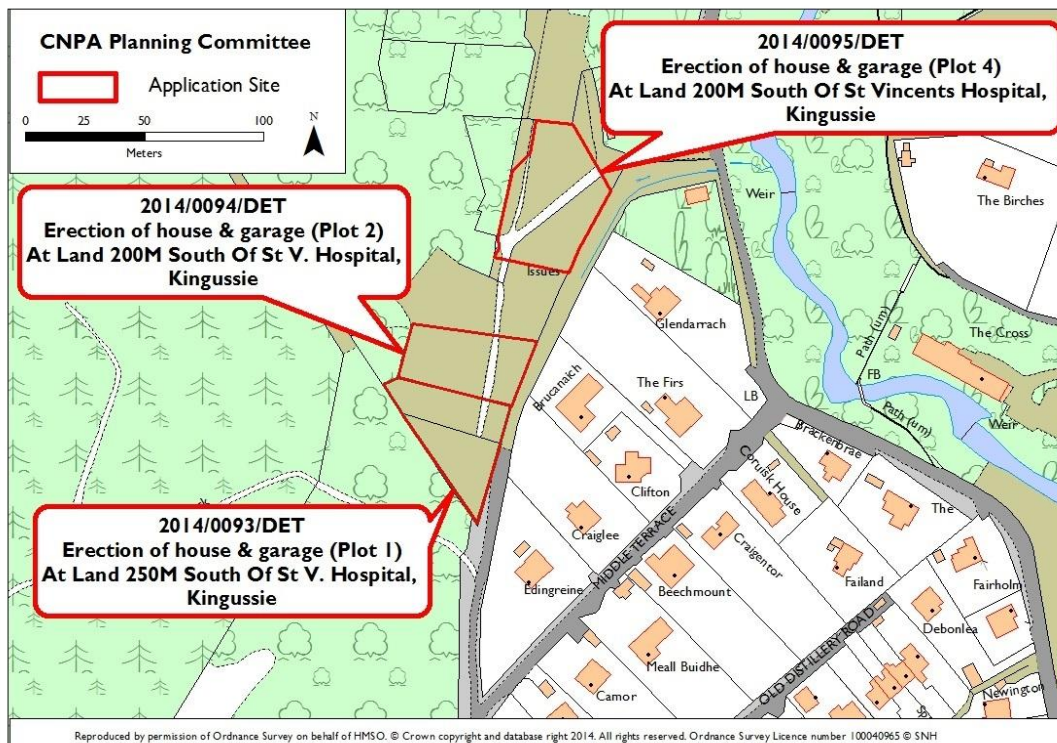 CNPA Planning Committee
Application Site
0 25 50 100
Meters
N
2014/0095/DET
Erection of house & garage (Plot 4)
At Land 200M South Of St Vincents Hospital,
Kingussie
2014/0094/DET
Erection of house & garage (Plot 2)
At Land 200M South Of St V. Hospital,
Kingussie
2014/0093/DET
Erection of house & garage (Plot 1)
At Land 250M South Of St V. Hospital,
Kingussie
Weir
The Birches
Issues
Glendarrach
Path (um)
The Cross
FB
Brucanaich
The Firs
LB
Path (um)
Weir
Brackenbrae
Clifton
Coruisk House
The
Craiglee
MIDDLE TERRACE
Craigentor
Edingreine
Beechmount
Failand
Fairholm
Debonlea
OLD DISTILLERY ROAD
Meall Buidhe
Camor
Newington
Reproduced by permission of Ordnance Survey on behalf of HMSO. © Crown copyright and database right 2014. All rights reserved. Ordnance Survey Licence number 100040965 © SNH